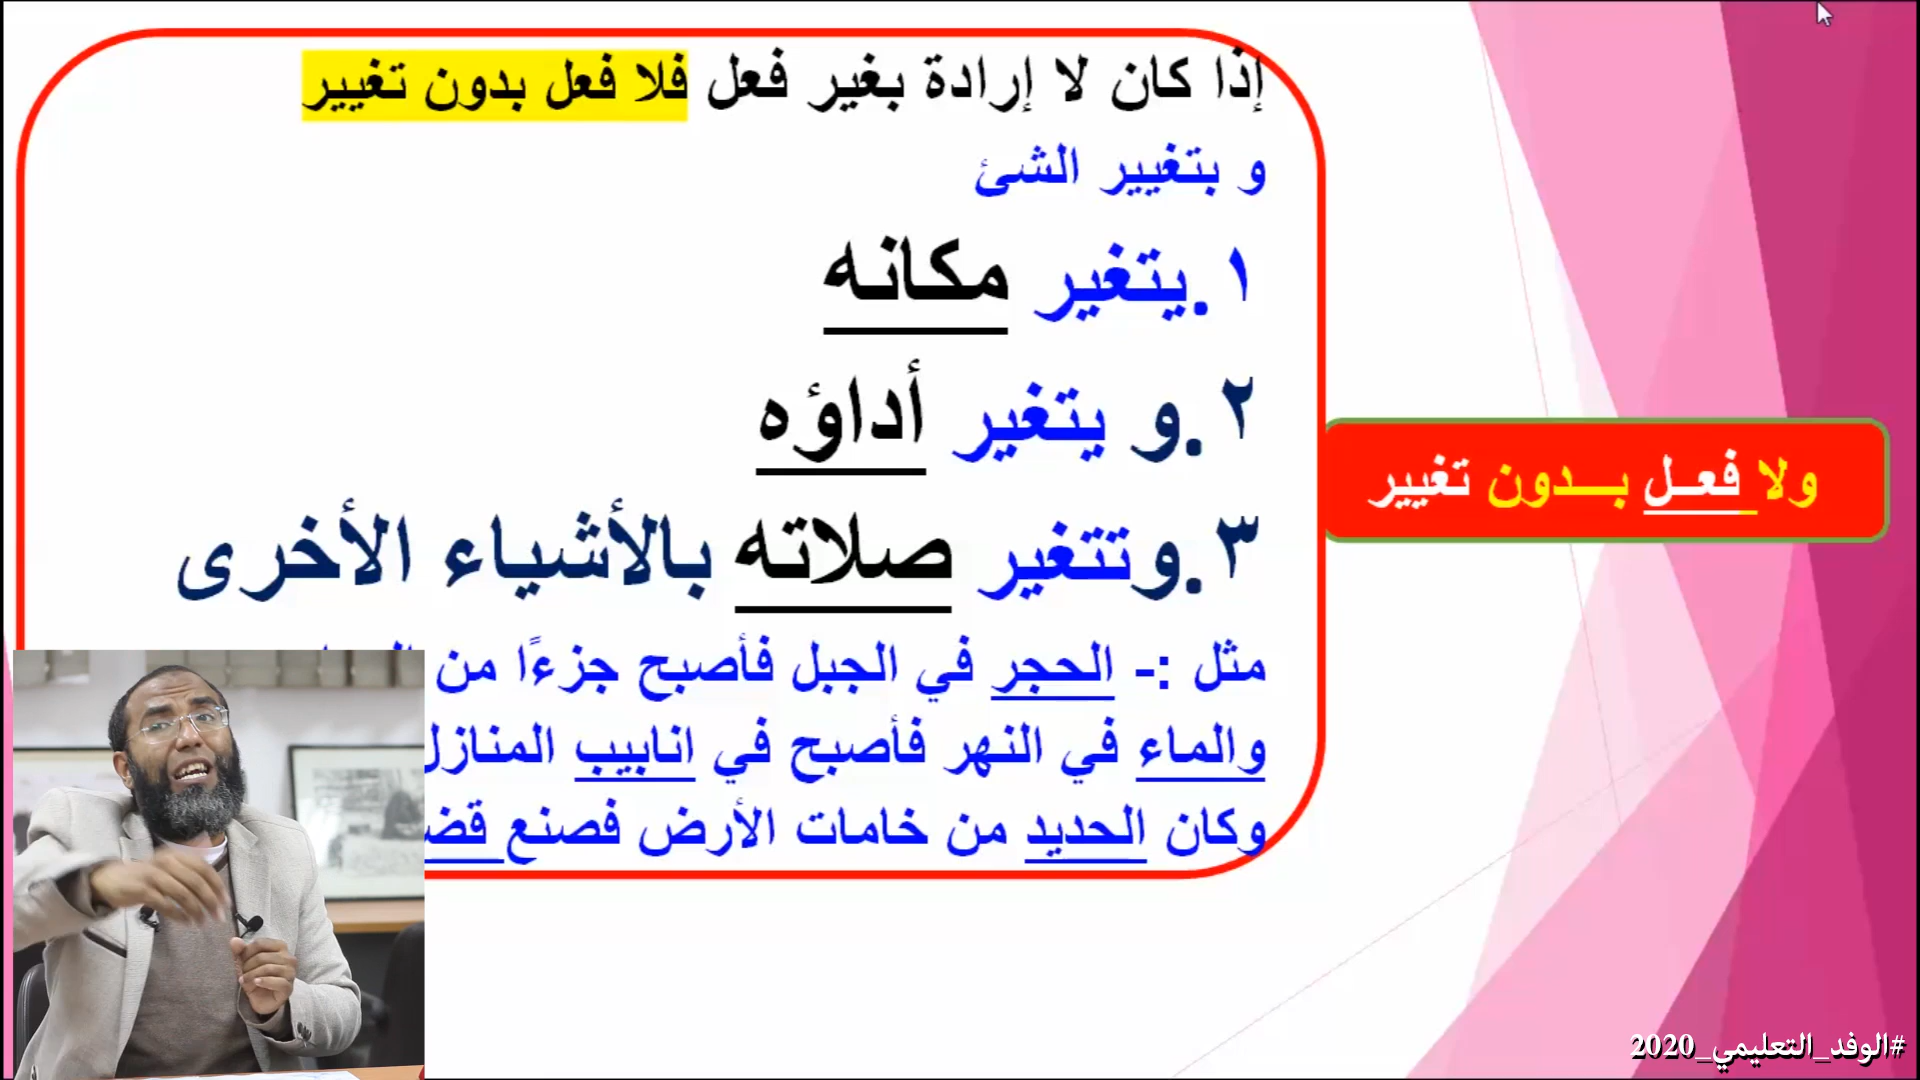 إذا كان لا إرادة بغير فعل فلا فعل بدون تغيير
و بتغيير الشئ
١.يتغير مكانه
٢.و يتغير أداؤه
٣.وتتغير صلاته بالأشياء الأخرى
مثل :- الحجر في الجبل فأصبح جزءًا من
والماء في النهر فأصبح في انابيب المنازل
وكان الحديد من خامات الأرض فصنع
ولا فعل بدون تغيير
#الوفد_التعليمي_2020